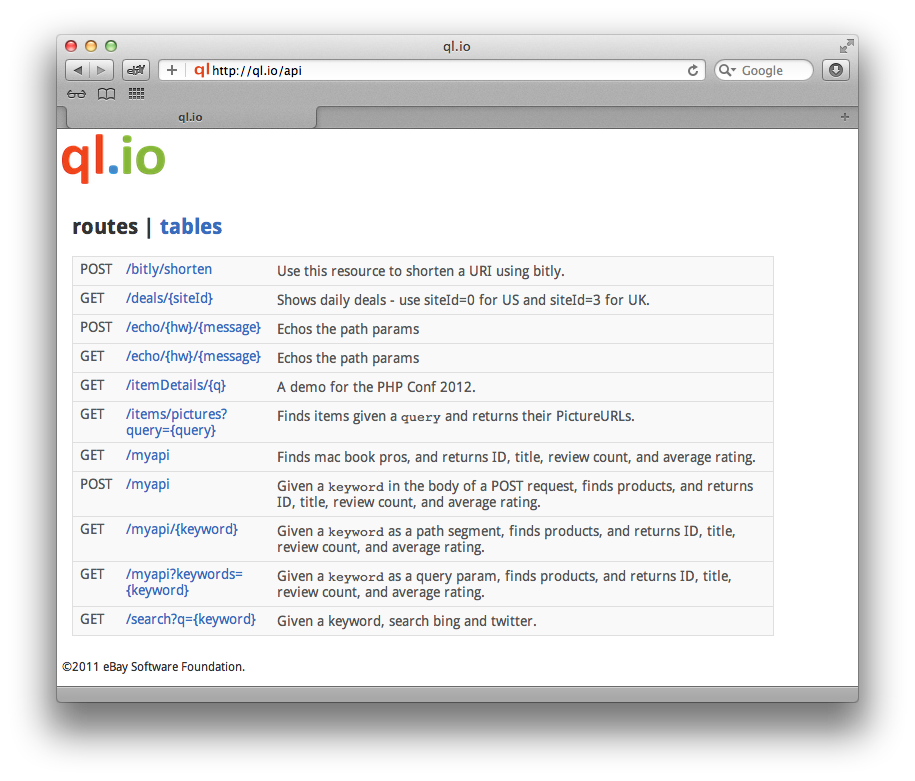 ql.io
ebY
+ ql http://ql.io/api
Google
ql.io
+
ql.io
routes | tables
POST /bitly/shorten Use this resource to shorten a URI using bitly.
GET /deals/{siteId} Shows daily deals - use siteId=0 for US and siteId=3 for UK.
POST /echo/{hw}/{message} Echos the path params
GET /echo/{hw}/{message} Echos the path params
GET /itemDetails/{q} A demo for the PHP Conf 2012.
GET /items/pictures? Finds items given a query and returns their PictureURLs.
query={query}
GET /myapi Finds mac book pros, and returns ID, title, review count, and average rating.
POST /myapi Given a keyword in the body of a POST request, finds products, and returns
ID, title, review count, and average rating.
GET /myapi/{keyword} Given a keyword as a path segment, finds products, and returns ID, title,
review count, and average rating.
GET /myapi?keywords= Given a keyword as a query param, finds products, and returns ID, title,
{keyword} review count, and average rating.
GET /search?q={keyword} Given a keyword, search bing and twitter.
©2011 eBay Software Foundation.